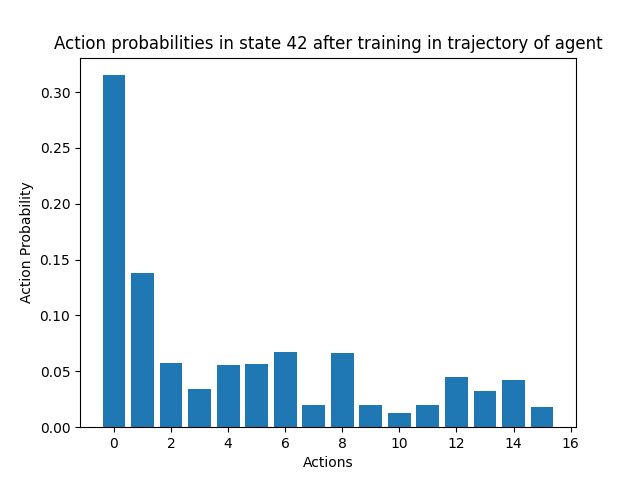 Action probabilities in state 42 after training in trajectory of agent
0.30
0.25
0.20
0.15
0.10
0.05
0.00
Action Probability
0 2 4 6 8 10 12 14 16
Actions